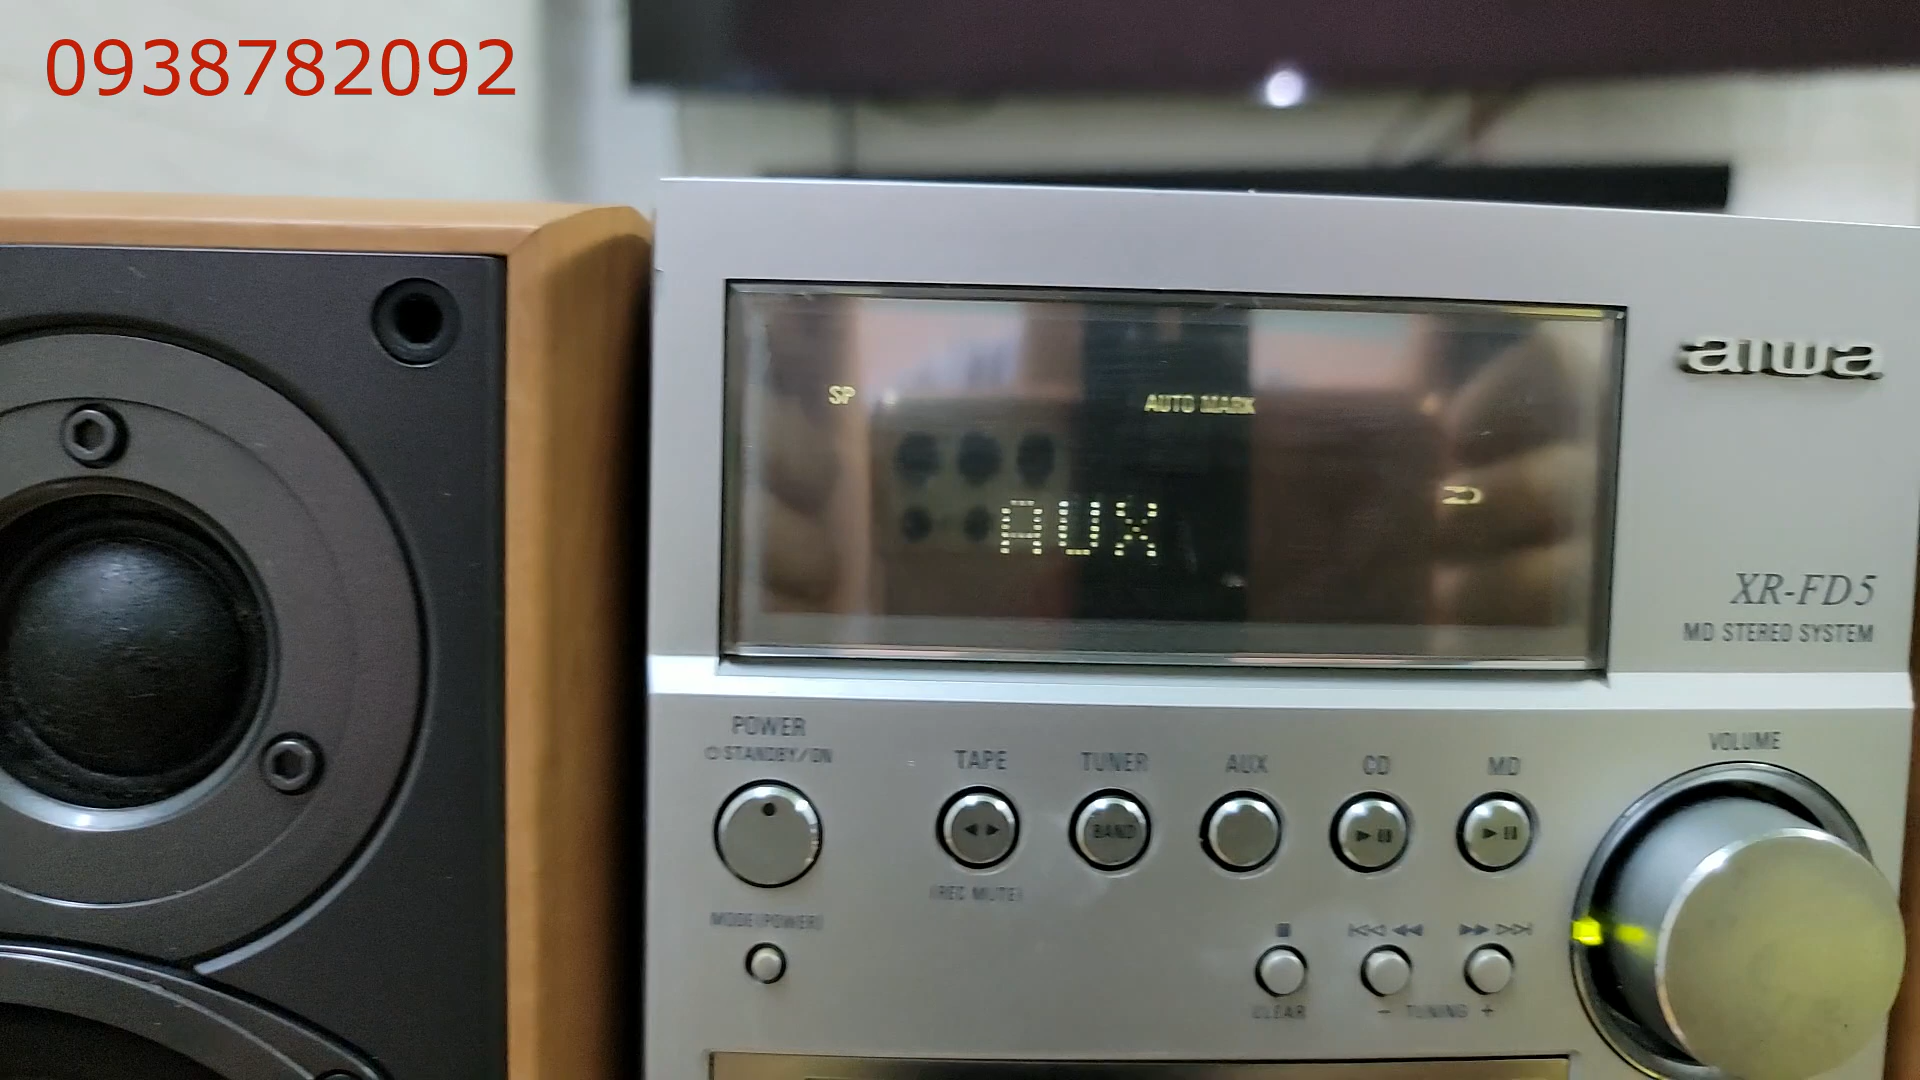 0938782092
aiwa
SP
AUTO MARK
AUX
XR-FD5
MD STEREO SYSTEM
POWER
STANDBY/ON
TAPE
TUNER
AUX
CD
MD
VOLUME
BAND
(REC MUTE)
MODE(POWER)
CLEAR
- TUNING +